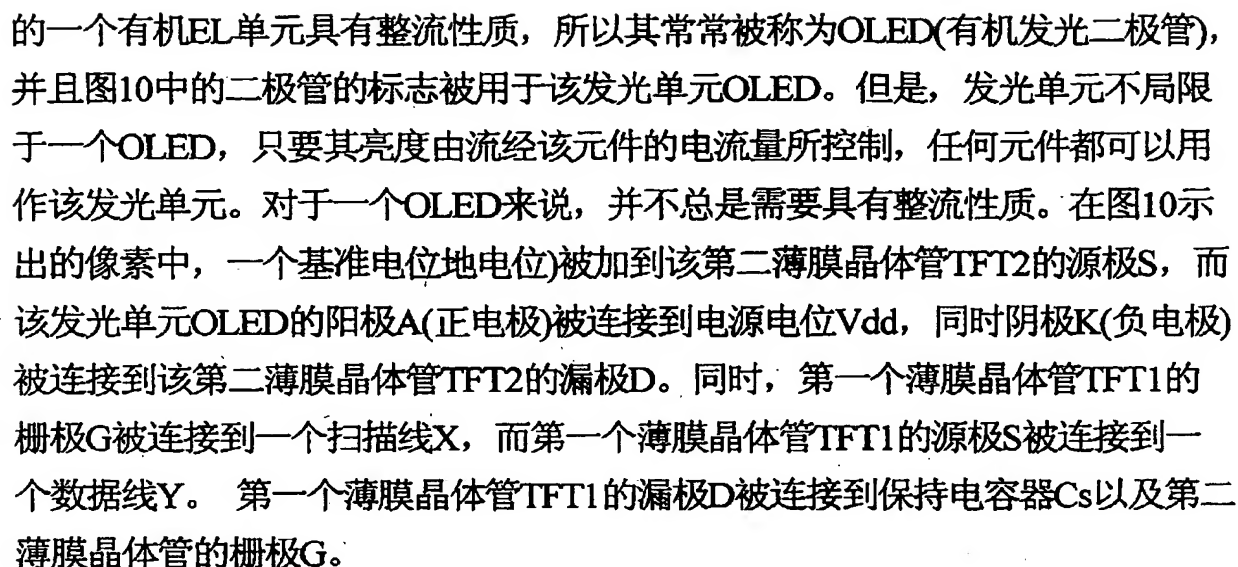 的一个有机EL单元具有整流性质，所以其常常被称为OLED(有机发光二极管),
并且图10中的二极管的标志被用于该发光单元OLED。但是，发光单元不局限
于一个OLED，只要其亮度由流经该元件的电流量所控制，任何元件都可以用
作该发光单元。对于一个OLED来说，并不总是需要具有整流性质。在图10示
出的像素中，一个基准电位地电位)被加到该第二薄膜晶体管TFT2的源极S，而
该发光单元OLED的阳极A(正电极)被连接到电源电位Vdd，同时阴极K(负电极)
被连接到该第二薄膜晶体管TFT2的漏极D。同时，第一个薄膜晶体管TFT1的
栅极G被连接到一个扫描线X，而第一个薄膜晶体管TFT1的源极S被连接到一
个数据线Y。 第一个薄膜晶体管TFT1的漏极D被连接到保持电容器Cs以及第二
薄膜晶体管的栅极G。